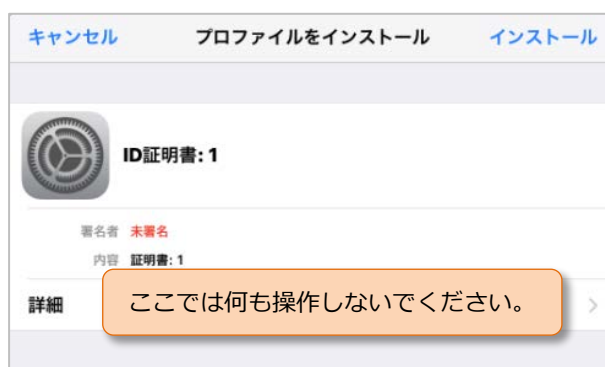 キャンセル プロファイルをインストール インストール
ID証明書: 1
署名者 未署名
内容 証明書: 1
詳細
ここでは何も操作しないでください。